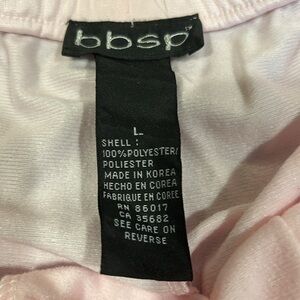 bbsp
L
SHELL :
100%POLYESTER/
POLIESTER
MADE IN KOREA
HECHO EN COREA
FABRIQUE EN COREE
RN 86017
CA 35682
SEE CARE ON
REVERSE